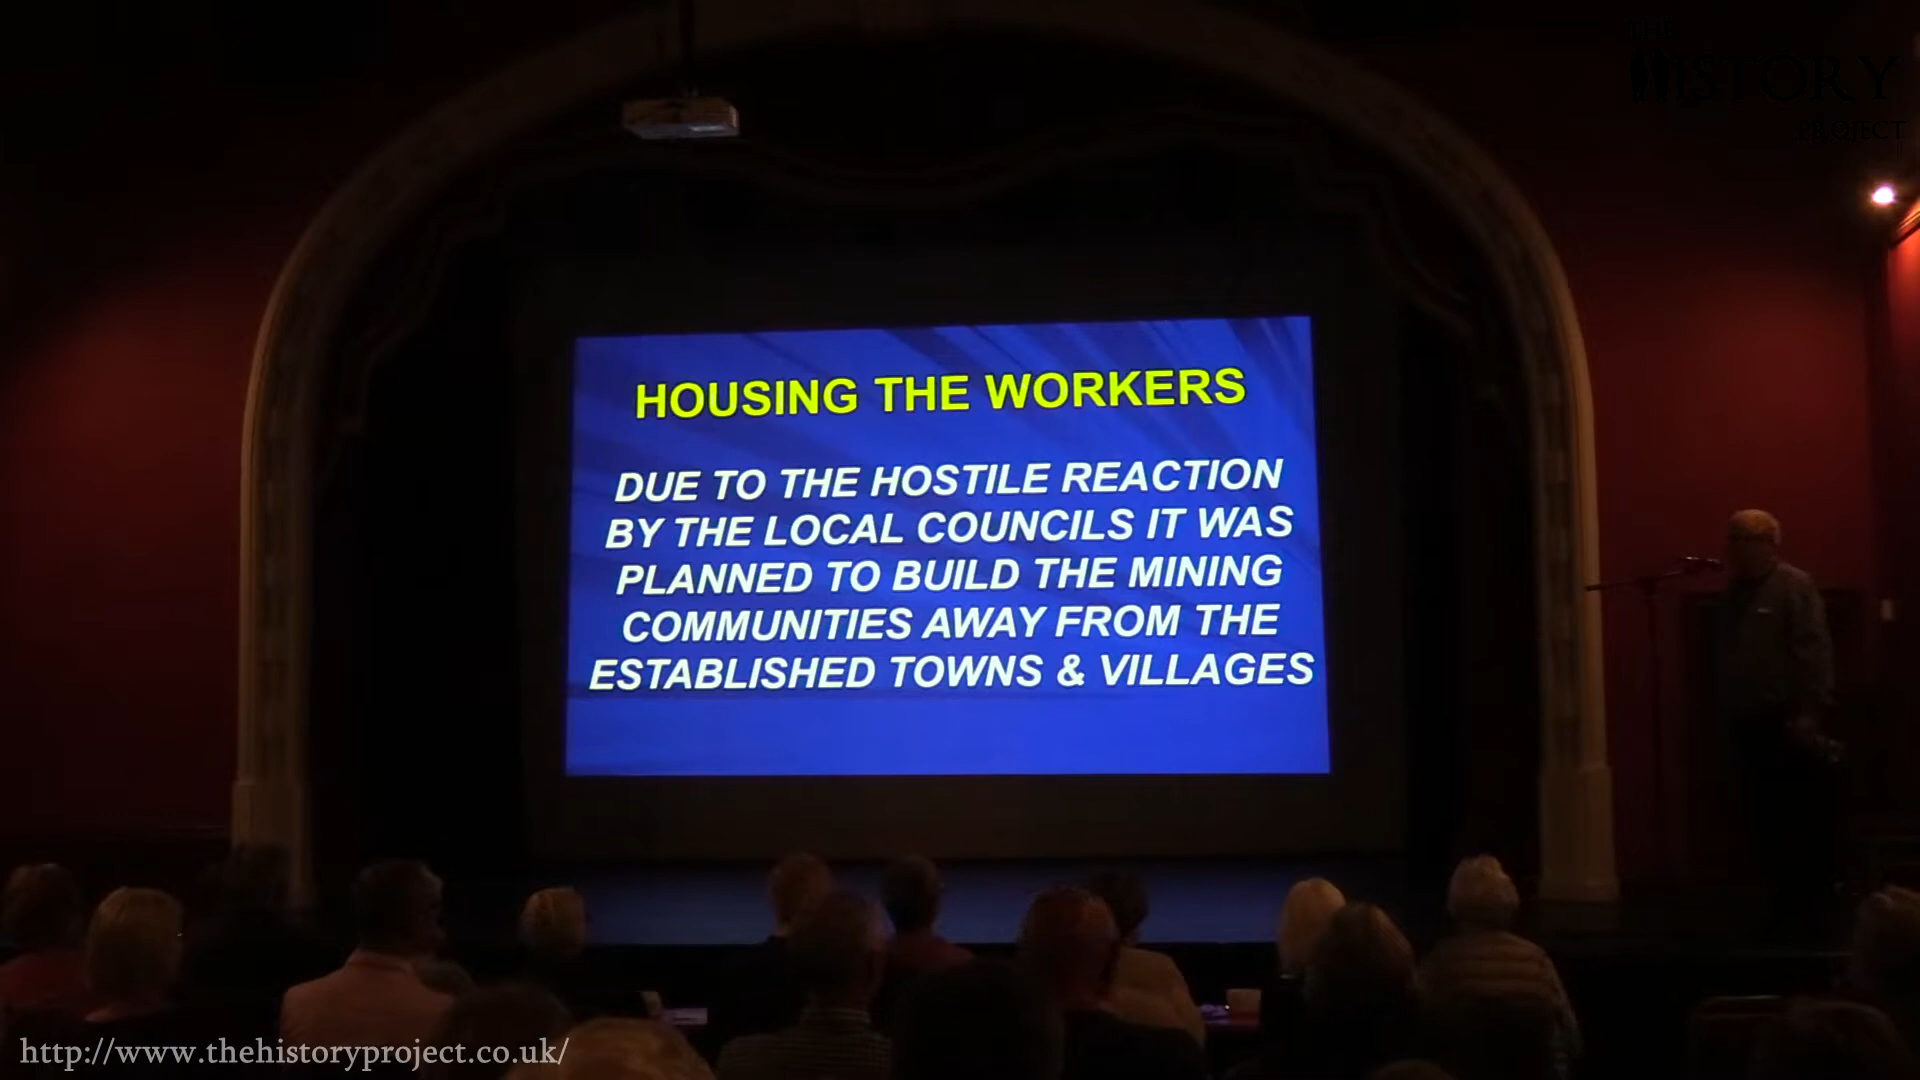 THE
HISTORY
PROJECT
HOUSING THE WORKERS
DUE TO THE HOSTILE REACTION
BY THE LOCAL COUNCILS IT WAS
PLANNED TO BUILD THE MINING
COMMUNITIES AWAY FROM THE
ESTABLISHED TOWNS & VILLAGES
http://www.thehistoryproject.co.uk/